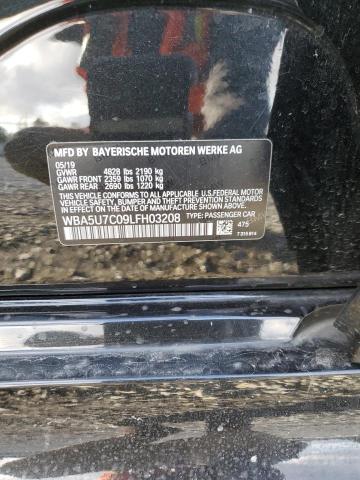 MFD BY BAYERISCHE MOTOREN WERKE AG
05/19
GVWR 4828 lbs 2190 kg
GAWR FRONT 2359 lbs 1070 kg
GAWR REAR 2690 lbs 1220 kg
THIS VEHICLE CONFORMS TO ALL APPLICABLE U.S.FEDERAL MOTOR
VEHICLE SAFETY, BUMPER, AND THEFT PREVENTION STANDARDS
IN EFFECT ON THE DATE OF MANUFACTURE SHOWN ABOVE.
WBA5U7C09LFH03208 TYPE: PASSENGER CAR
475